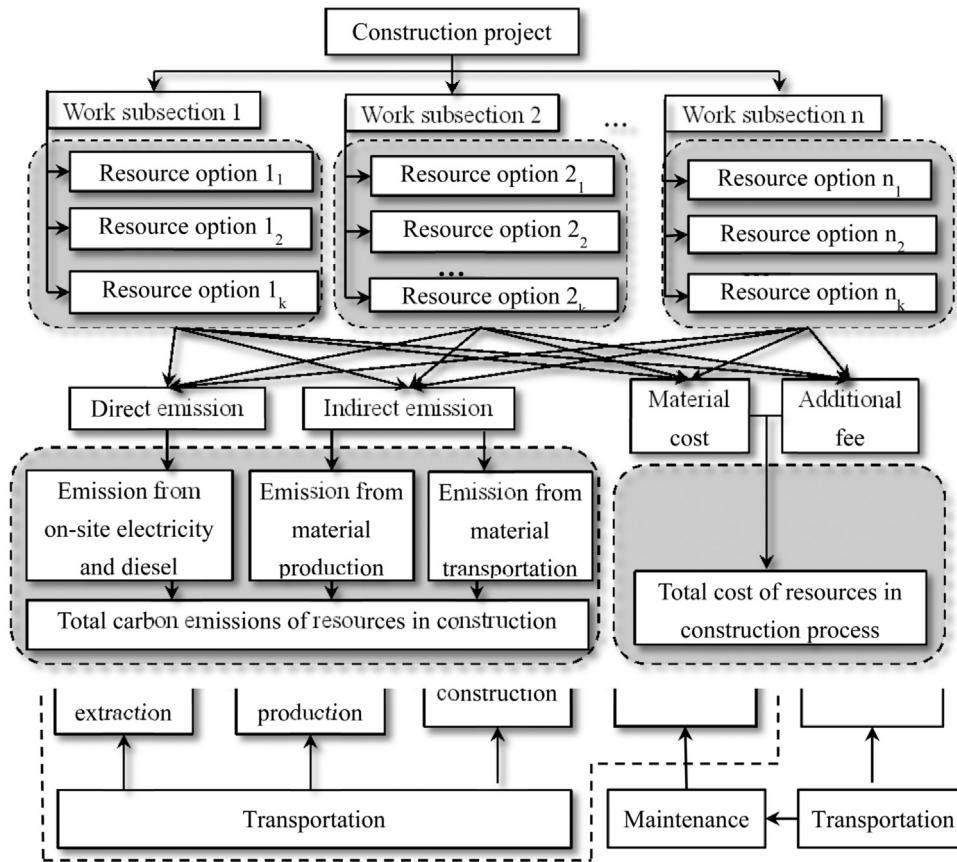 Construction project
Work subsection 1
Work subsection 2
...
Work subsection n
Resource option 1₁
Resource option 1₂
Resource option 1ₖ
Resource option 2₁
Resource option 2₂
...
Resource option 2ₖ
Resource option n₁
Resource option n₂
...
Resource option nₖ
Direct emission
Indirect emission
Material
cost
Additional
fee
Emission from
on-site electricity
and diesel
Emission from
material
production
Emission from
material
transportation
Total carbon emissions of resources in construction
Total cost of resources in
construction process
extraction
production
construction
Transportation
Maintenance
Transportation